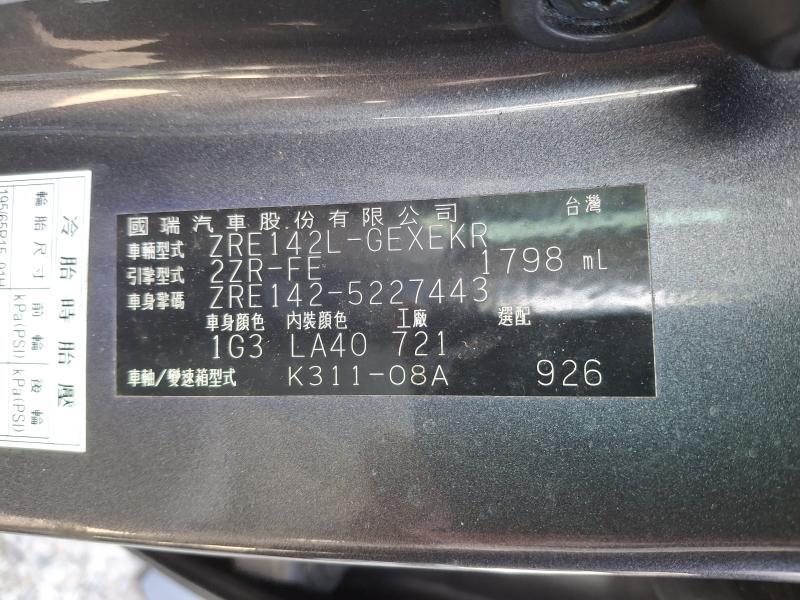 國瑞汽車股份有限公司 台灣
車輛型式 ZRE142L-GEXEKR
引擎型式 2ZR-FE 1798 mL
車身擎碼 ZRE142-5227443
車身顏色 內裝顏色 工廠 選配
1G3 LA40 721
車軸/變速箱型式 K311-08A 926
冷胎時胎壓
輪胎尺寸 前輪 後輪
kPa(PSI) kPa(PSI)
195/65R15